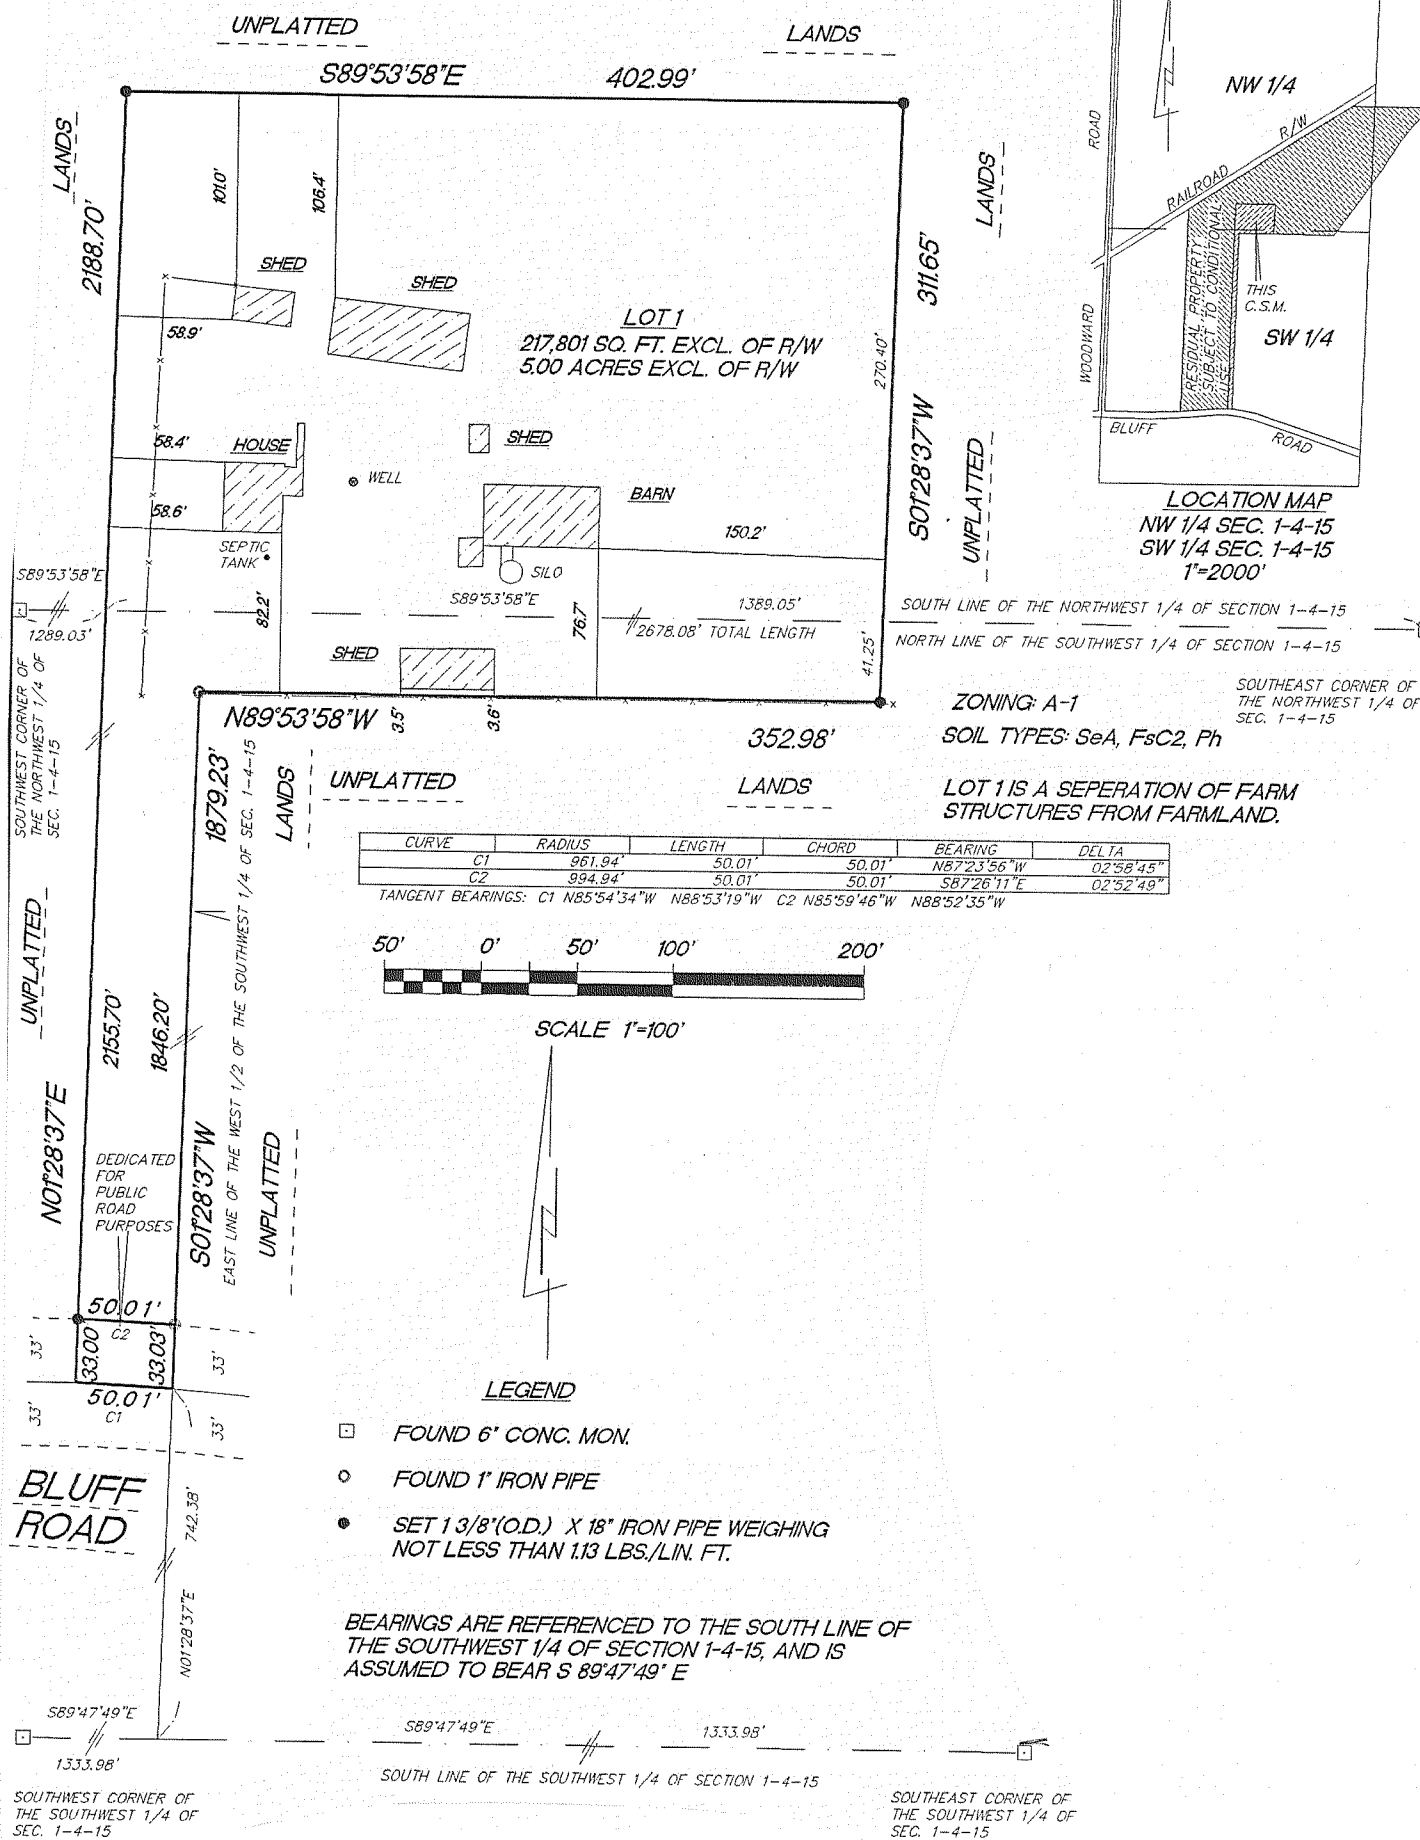 UNPLATTED
LANDS
S89°53'58"E 402.99'
LANDS
2188.70'
101.0'
106.4'
SHED
SHED
58.9'
LOT 1
217,801 SQ. FT. EXCL. OF R/W
5.00 ACRES EXCL. OF R/W
270.40'
311.65'
LANDS
S01°28'37"W
UNPLATTED
58.4'
HOUSE
SHED
WELL
BARN
58.6'
150.2'
SEPTIC
TANK
SILO
S89°53'58"E
1289.03'
S89°53'58"E
1389.05'
2678.08' TOTAL LENGTH
82.2'
76.7'
41.25'
SHED
3.5'
3.6'
N89°53'58"W
352.98'
SOUTH LINE OF THE NORTHWEST 1/4 OF SECTION 1-4-15
NORTH LINE OF THE SOUTHWEST 1/4 OF SECTION 1-4-15
SOUTHEAST CORNER OF
THE NORTHWEST 1/4 OF
SEC. 1-4-15
SOUTHWEST CORNER OF
THE NORTHWEST 1/4 OF
SEC. 1-4-15
NW 1/4
ROAD
R/W
RAILROAD
RESIDUAL PROPERTY
SUBJECT TO CONDITIONAL
USE
THIS
C.S.M.
SW 1/4
WOODWARD
BLUFF
ROAD
LOCATION MAP
NW 1/4 SEC. 1-4-15
SW 1/4 SEC. 1-4-15
1"=2000'
ZONING: A-1
SOIL TYPES: SeA, FsC2, Ph
LOT 1 IS A SEPERATION OF FARM
STRUCTURES FROM FARMLAND.
UNPLATTED
LANDS
1879.23'
LANDS
EAST LINE OF THE WEST 1/2 OF THE SOUTHWEST 1/4 OF SEC. 1-4-15
CURVE RADIUS LENGTH CHORD BEARING DELTA
C1 961.94' 50.01' 50.01' N87°23'56"W 02°58'45"
C2 994.94' 50.01' 50.01' S87°26'11"E 02°52'49"
TANGENT BEARINGS: C1 N85°54'34"W N88°53'19"W C2 N85°59'46"W N88°52'35"W
50' 0' 50' 100' 200'
SCALE 1"=100'
UNPLATTED
2155.70'
1846.20'
N01°28'37"E
S01°28'37"W
UNPLATTED
DEDICATED
FOR
PUBLIC
ROAD
PURPOSES
50.01'
C2
33.00'
33.03'
33'
33'
50.01'
C1
33'
33'
BLUFF
ROAD
742.38'
N01°28'37"E
LEGEND
FOUND 6" CONC. MON.
FOUND 1" IRON PIPE
SET 1 3/8"(O.D.) X 18" IRON PIPE WEIGHING
NOT LESS THAN 1.13 LBS./LIN. FT.
BEARINGS ARE REFERENCED TO THE SOUTH LINE OF
THE SOUTHWEST 1/4 OF SECTION 1-4-15, AND IS
ASSUMED TO BEAR S 89°47'49" E
S89°47'49"E
1333.98'
S89°47'49"E
1333.98'
SOUTH LINE OF THE SOUTHWEST 1/4 OF SECTION 1-4-15
SOUTHWEST CORNER OF
THE SOUTHWEST 1/4 OF
SEC. 1-4-15
SOUTHEAST CORNER OF
THE SOUTHWEST 1/4 OF
SEC. 1-4-15